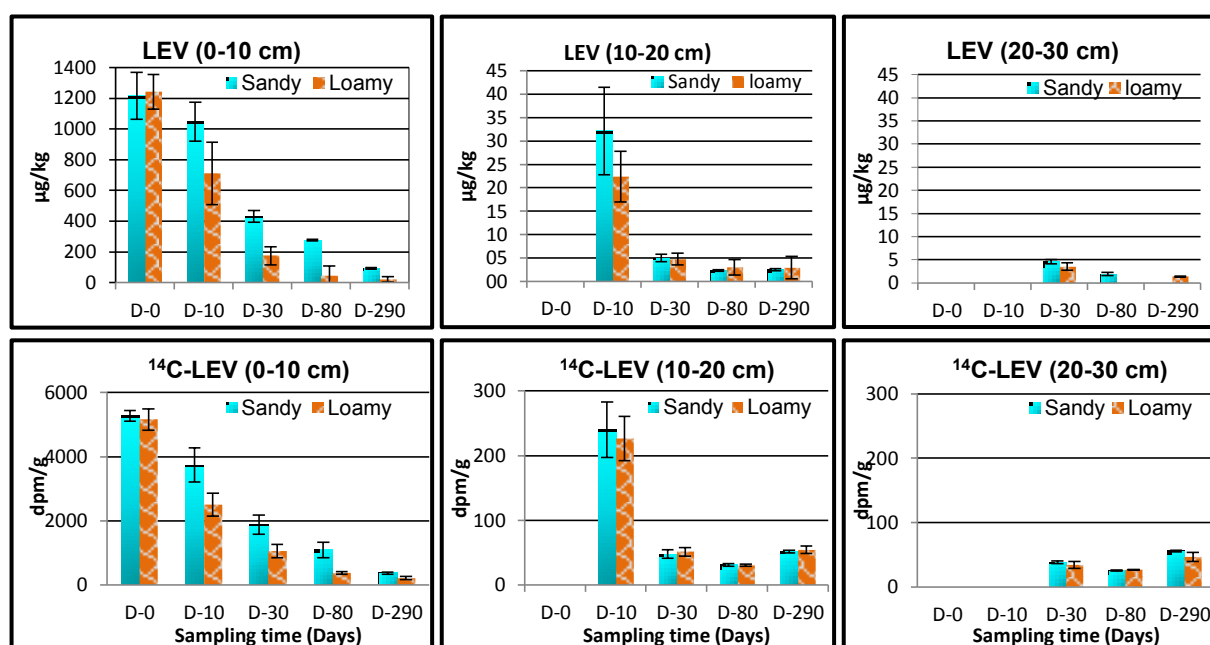 LEV (0-10 cm)
1400
1200
1000
800
600
400
200
0
µg/kg
Sandy Loamy
D-0 D-10 D-30 D-80 D-290
LEV (10-20 cm)
45
40
35
30
25
20
15
10
5
00
µg/kg
Sandy loamy
D-0 D-10 D-30 D-80 D-290
LEV (20-30 cm)
45
40
35
30
25
20
15
10
5
0
µg/kg
Sandy loamy
D-0 D-10 D-30 D-80 D-290
¹⁴C-LEV (0-10 cm)
6000
4000
2000
0
dpm/g
Sandy Loamy
D-0 D-10 D-30 D-80 D-290
Sampling time (Days)
¹⁴C-LEV (10-20 cm)
300
200
100
0
dpm/g
Sandy Loamy
D-0 D-10 D-30 D-80 D-290
Sampling time (Days)
¹⁴C-LEV (20-30 cm)
300
200
100
0
dpm/g
Sandy Loamy
D-0 D-10 D-30 D-80 D-290
Sampling time (Days)